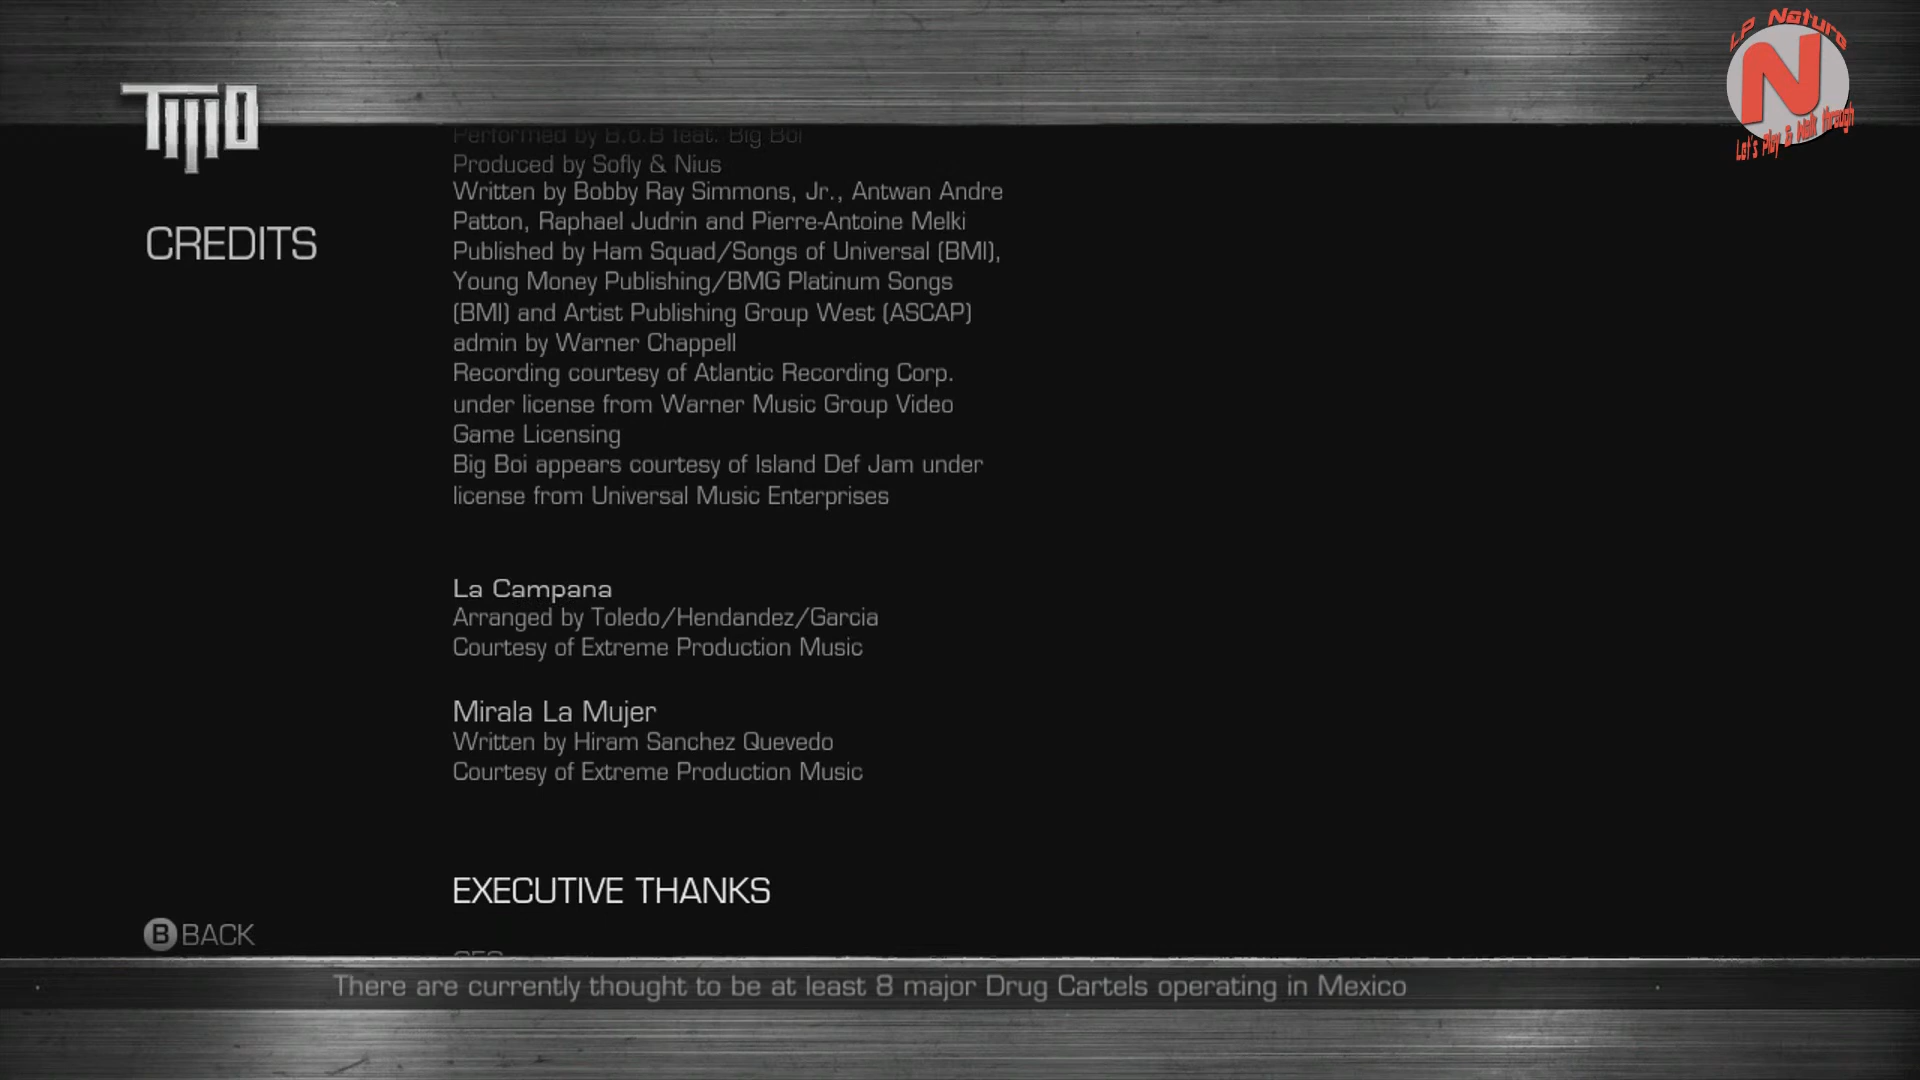 LP Nature
N
Let's Play & Walk through
CREDITS
Performed by B.o.B feat. Big Boi
Produced by Sofly & Nius
Written by Bobby Ray Simmons, Jr., Antwan Andre
Patton, Raphael Judrin and Pierre-Antoine Melki
Published by Ham Squad/Songs of Universal (BMI),
Young Money Publishing/BMG Platinum Songs
(BMI) and Artist Publishing Group West (ASCAP)
admin by Warner Chappell
Recording courtesy of Atlantic Recording Corp.
under license from Warner Music Group Video
Game Licensing
Big Boi appears courtesy of Island Def Jam under
license from Universal Music Enterprises
La Campana
Arranged by Toledo/Hendandez/Garcia
Courtesy of Extreme Production Music
Mirala La Mujer
Written by Hiram Sanchez Quevedo
Courtesy of Extreme Production Music
EXECUTIVE THANKS
B BACK
There are currently thought to be at least 8 major Drug Cartels operating in Mexico